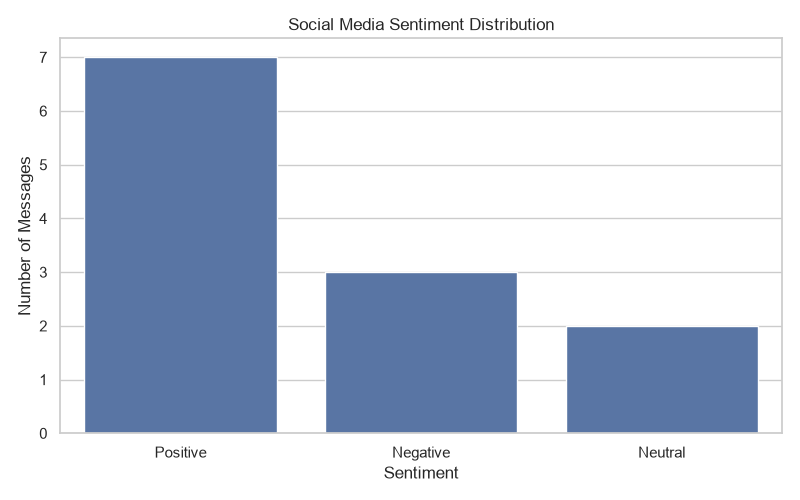 Social Media Sentiment Distribution
Number of Messages
7
6
5
4
3
2
1
0
Positive Negative Neutral
Sentiment